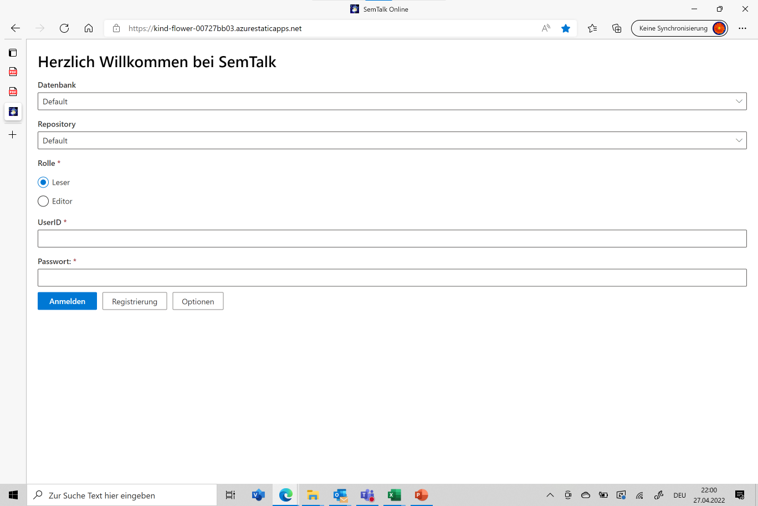 SemTalk Online
https://kind-flower-00727bb03.azurestaticapps.net
Keine Synchronisierung
Herzlich Willkommen bei SemTalk
Datenbank
Default
Repository
Default
Rolle *
Leser
Editor
UserID *
Passwort: *
Anmelden
Registrierung
Optionen
Zur Suche Text hier eingeben
DEU
22:00
27.04.2022